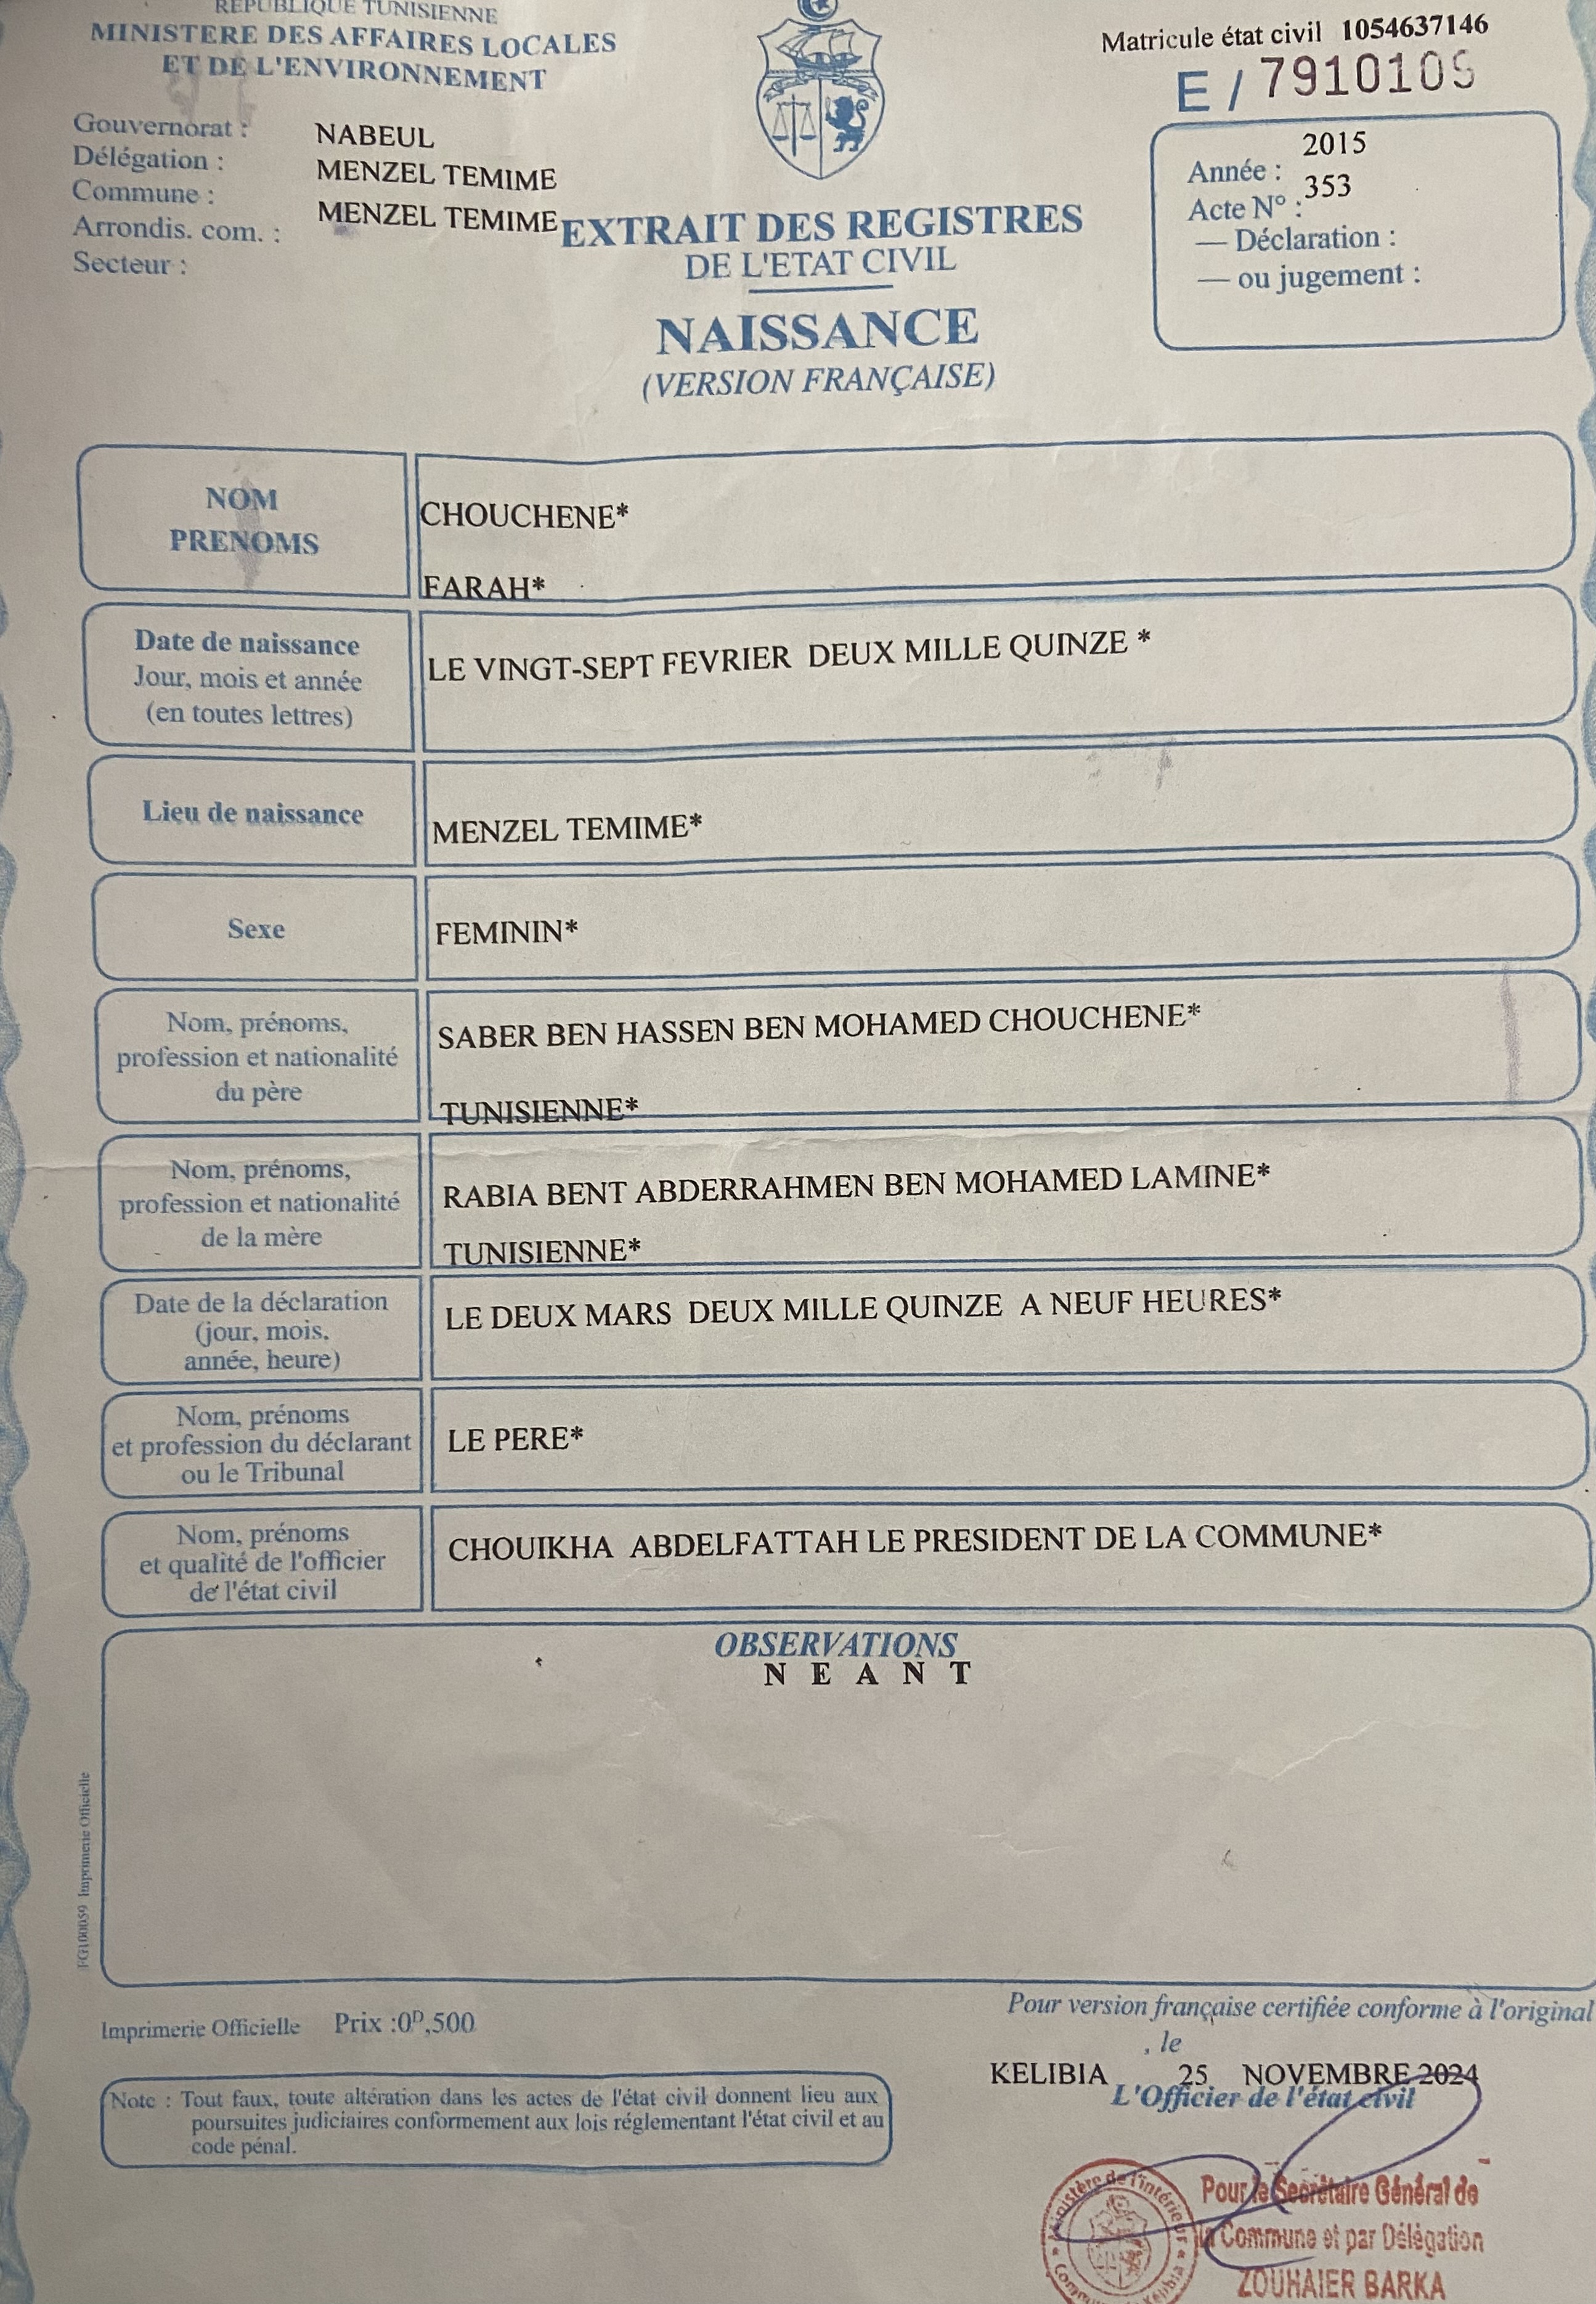 REPUBLIQUE TUNISIENNE
MINISTERE DES AFFAIRES LOCALES
ET DE L'ENVIRONNEMENT
Gouvernorat : NABEUL
Délégation : MENZEL TEMIME
Commune : MENZEL TEMIME
Arrondis. com. :
Secteur :
Matricule état civil 1054637146
E / 7910109
Année : 2015
Acte N° : 353
— Déclaration :
— ou jugement :
EXTRAIT DES REGISTRES
DE L'ETAT CIVIL
NAISSANCE
(VERSION FRANÇAISE)
NOM
PRENOMS
CHOUCHENE*
FARAH*
Date de naissance
Jour, mois et année
(en toutes lettres)
LE VINGT-SEPT FEVRIER DEUX MILLE QUINZE *
Lieu de naissance
MENZEL TEMIME*
Sexe
FEMININ*
Nom, prénoms,
profession et nationalité
du père
SABER BEN HASSEN BEN MOHAMED CHOUCHENE*
TUNISIENNE*
Nom, prénoms,
profession et nationalité
de la mère
RABIA BENT ABDERRAHMEN BEN MOHAMED LAMINE*
TUNISIENNE*
Date de la déclaration
(jour, mois,
année, heure)
LE DEUX MARS DEUX MILLE QUINZE A NEUF HEURES*
Nom, prénoms
et profession du déclarant
ou le Tribunal
LE PERE*
Nom, prénoms
et qualité de l'officier
de l'état civil
CHOUIKHA ABDELFATTAH LE PRESIDENT DE LA COMMUNE*
OBSERVATIONS
N E A N T
FG100059 Imprimerie Officielle
Imprimerie Officielle Prix :0ᴰ,500
Note : Tout faux, toute altération dans les actes de l'état civil donnent lieu aux
poursuites judiciaires conformement aux lois réglementant l'état civil et au
code pénal.
Pour version française certifiée conforme à l'original
, le
KELIBIA 25 NOVEMBRE 2024
L'Officier de l'état civil
Ministère de l'intérieur
Pour le Secrétaire Général de
la Commune et par Délégation
ZOUHAIER BARKA